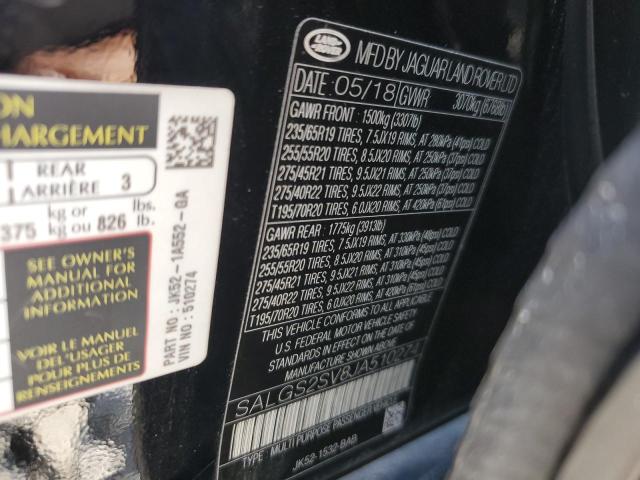 ON
HARGEMENT
REAR
ARRIÈRE 3
375 kg or kg ou 826 lbs. lb.
SEE OWNER'S
MANUAL FOR
ADDITIONAL
INFORMATION
VOIR LE MANUEL
DE L'USAGER
POUR PLUS DE
RENSEIGNEMENTS
PART NO : JK52-1A552-GA
VIN NO : 510274
LAND
ROVER
MFD BY JAGUAR LAND ROVER LTD
DATE 05/18 GVWR 3070kg
GAWR FRONT : 1500kg (3307lb)
235/65R19 TIRES, 7.5JX19 RIMS, AT 280kPa (41psi) COLD
255/55R20 TIRES, 8.5JX20 RIMS, AT 250kPa (37psi) COLD
275/45R21 TIRES, 9.5JX21 RIMS, AT 250kPa (37psi) COLD
275/40R22 TIRES, 9.5JX22 RIMS, AT 250kPa (37psi) COLD
T195/70R20 TIRES, 6.0JX20 RIMS, AT 420kPa (61psi) COLD
GAWR REAR : 1775kg (3913lb)
235/65R19 TIRES, 7.5JX19 RIMS, AT 330kPa (48psi) COLD
255/55R20 TIRES, 8.5JX20 RIMS, AT 310kPa (45psi) COLD
275/45R21 TIRES, 9.5JX21 RIMS, AT 310kPa (45psi) COLD
275/40R22 TIRES, 9.5JX22 RIMS, AT 310kPa (45psi) COLD
T195/70R20 TIRES, 6.0JX20 RIMS, AT 420kPa (61psi) COLD
THIS VEHICLE CONFORMS TO ALL APPLICABLE
U.S. FEDERAL MOTOR VEHICLE SAFETY
STANDARDS IN EFFECT ON THE DATE OF
MANUFACTURE SHOWN ABOVE
SALGS2SV8JA510274
TYPE: MULTI PURPOSE PASSENGER VEHICLE
JK52-1532-BAB